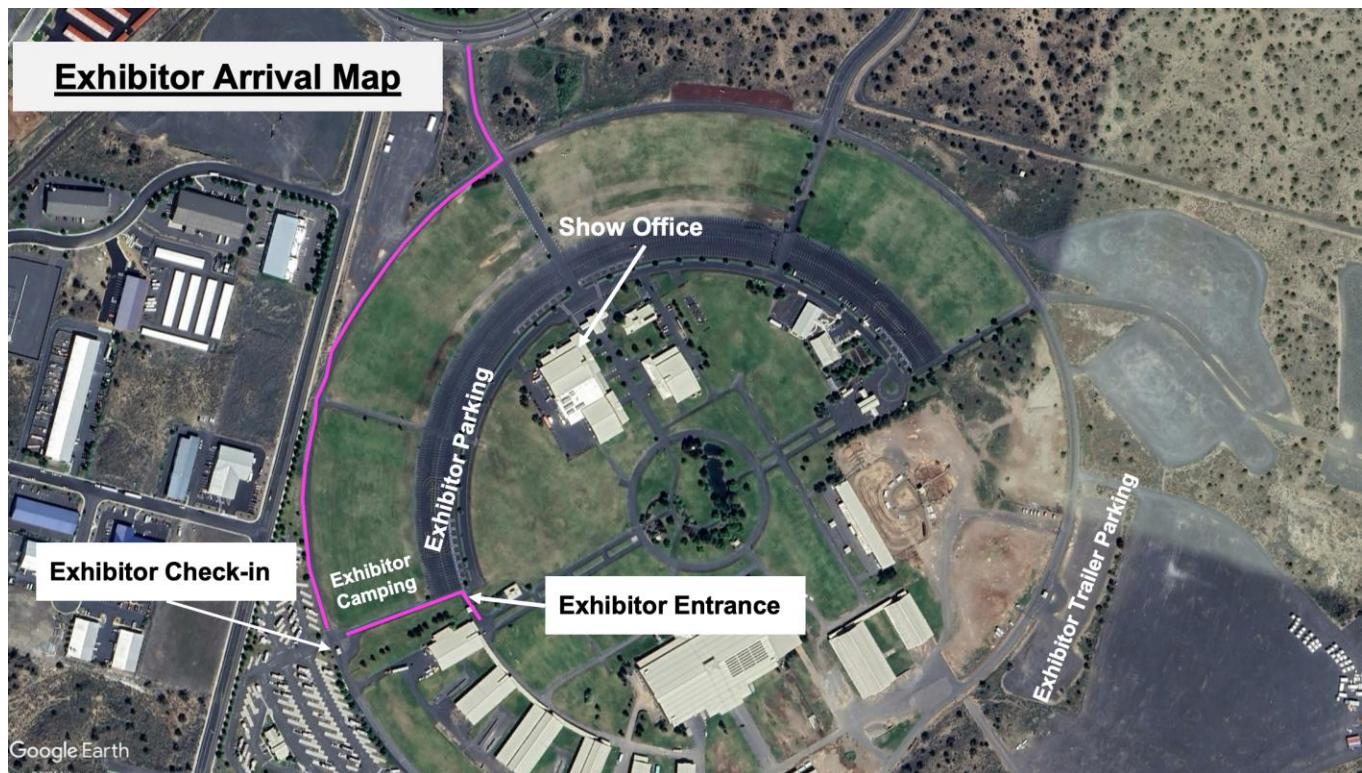 Exhibitor Arrival Map
Show Office
Exhibitor Parking
Exhibitor Check-in
Exhibitor
Camping
Exhibitor Entrance
Exhibitor Trailer Parking
Google Earth